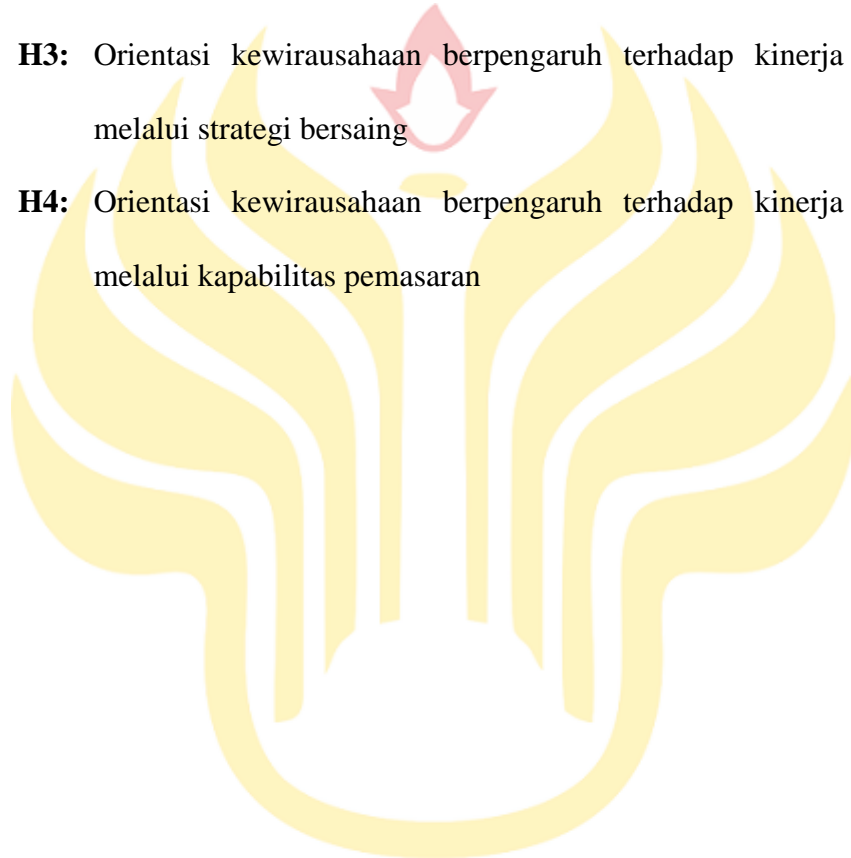 H3: Orientasi kewirausahaan berpengaruh terhadap kinerja
melalui strategi bersaing
H4: Orientasi kewirausahaan berpengaruh terhadap kinerja
melalui kapabilitas pemasaran